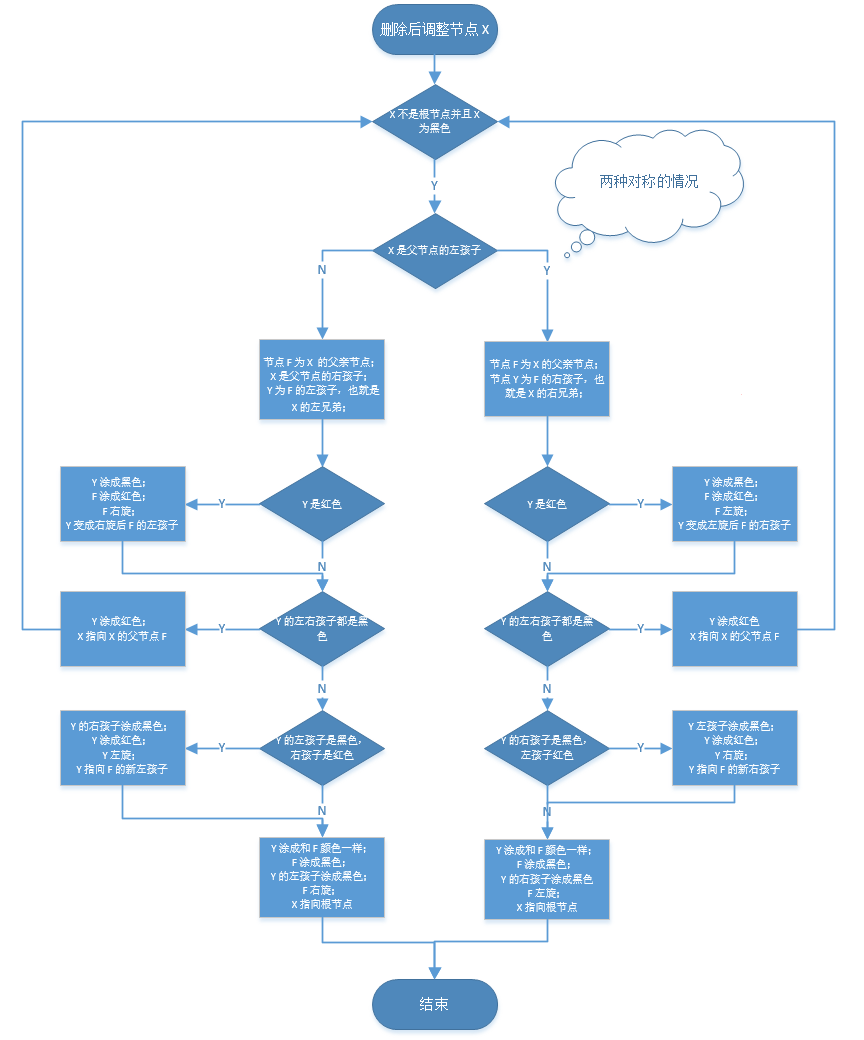 删除后调整节点 X
X 不是根节点并且 X
为黑色
Y
两种对称的情况
X 是父节点的左孩子
N
Y
节点 F 为 X 的父亲节点;
X 是父节点的右孩子;
Y 为 F 的左孩子，也就是
X 的左兄弟;
节点 F 为 X 的父亲节点;
节点 Y 为 F 的右孩子，也
就是 X 的右兄弟;
Y 涂成黑色;
F 涂成红色;
F 右旋;
Y 变成右旋后 F 的左孩子
Y
Y 是红色
Y 是红色
Y
Y 涂成黑色;
F 涂成红色;
F 左旋;
Y 变成左旋后 F 的右孩子
N
N
Y 涂成红色;
X 指向 X 的父节点 F
Y
Y 的左右孩子都是黑
色
Y 的左右孩子都是黑
色
Y
Y 涂成红色
X 指向 X 的父节点 F
N
N
Y 的右孩子涂成黑色;
Y 涂成红色;
Y 左旋;
Y 指向 F 的新左孩子
Y
Y 的左孩子是黑色，
右孩子是红色
Y 的右孩子是黑色，
左孩子红色
Y
Y 左孩子涂成黑色;
Y 涂成红色;
Y 右旋;
Y 指向 F 的新右孩子
N
N
Y 涂成和 F 颜色一样;
F 涂成黑色;
Y 的左孩子涂成黑色;
F 右旋;
X 指向根节点
Y 涂成和 F 颜色一样;
F 涂成黑色;
Y 的右孩子涂成黑色
F 左旋;
X 指向根节点
结束